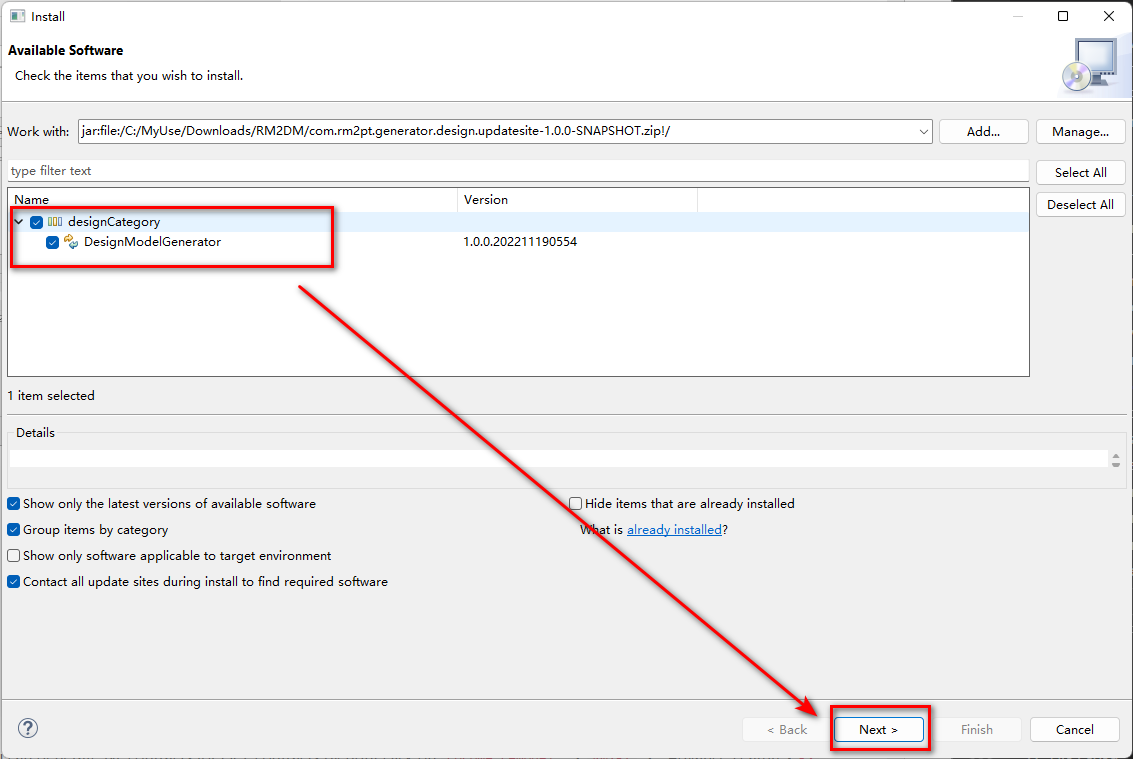 Install
Available Software
Check the items that you wish to install.
Work with: jar:file:/C:/MyUse/Downloads/RM2DM/com.rm2pt.generator.design.updatesite-1.0.0-SNAPSHOT.zip!/ Add... Manage...
type filter text
Select All
Name Version
Deselect All
designCategory
DesignModelGenerator 1.0.0.202211190554
1 item selected
Details
Show only the latest versions of available software Hide items that are already installed
Group items by category What is already installed?
Show only software applicable to target environment
Contact all update sites during install to find required software
? < Back Next > Finish Cancel